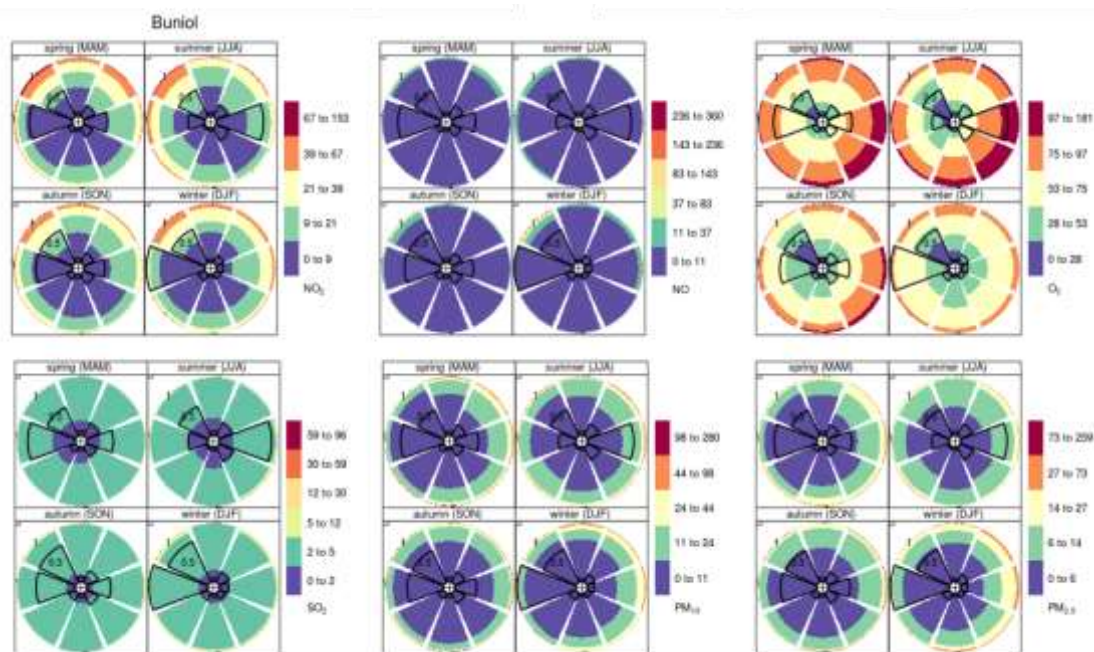 Buniol
spring (MAM) summer (JJA)
autumn (SON) winter (DJF)
67 to 153
39 to 67
21 to 39
9 to 21
0 to 9
NO2
spring (MAM) summer (JJA)
autumn (SON) winter (DJF)
236 to 360
143 to 236
83 to 143
37 to 83
11 to 37
0 to 11
NO
spring (MAM) summer (JJA)
autumn (SON) winter (DJF)
97 to 181
75 to 97
53 to 75
28 to 53
0 to 28
O3
spring (MAM) summer (JJA)
autumn (SON) winter (DJF)
59 to 96
30 to 59
12 to 30
5 to 12
2 to 5
0 to 2
SO2
spring (MAM) summer (JJA)
autumn (SON) winter (DJF)
98 to 280
44 to 98
24 to 44
11 to 24
0 to 11
PM10
spring (MAM) summer (JJA)
autumn (SON) winter (DJF)
73 to 259
27 to 73
14 to 27
6 to 14
0 to 6
PM2.5